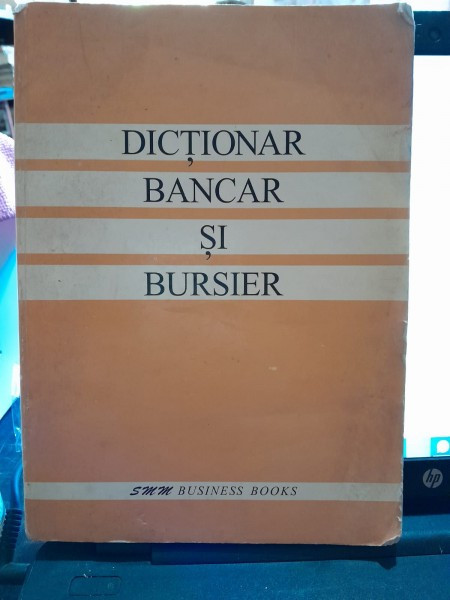 DICȚIONAR
BANCAR
ȘI
BURSIER
SMM BUSINESS BOOKS
hp